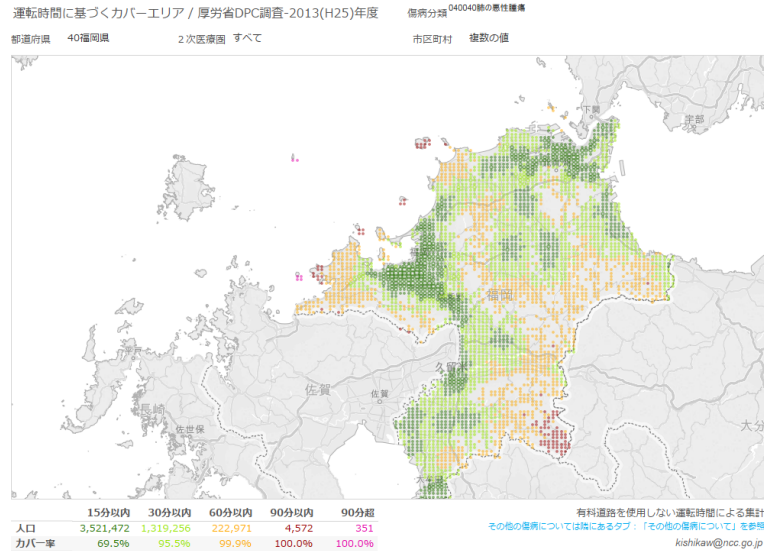 運転時間に基づくカバーエリア / 厚労省DPC調査-2013(H25)年度
傷病分類 040040肺の悪性腫瘍
都道府県 40福岡県 2次医療圏 すべて 市区町村 複数の値
下関
宇部
福岡
平戸
久留米
佐賀
佐賀
長崎
佐世保
大分
15分以内 30分以内 60分以内 90分以内 90分超
人口 3,521,472 1,319,256 222,971 4,572 351
カバー率 69.5% 95.5% 99.9% 100.0% 100.0%
有料道路を使用しない運転時間による集計
その他の傷病については隣にあるタブ：「その他の傷病について」を参照
kishikaw@ncc.go.jp